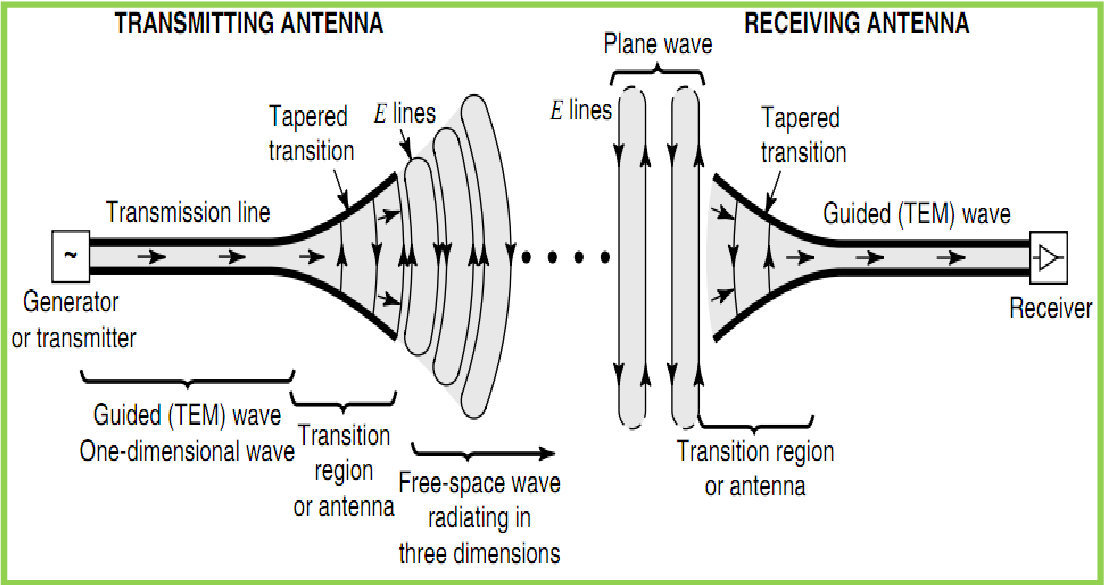 TRANSMITTING ANTENNA
RECEIVING ANTENNA
Plane wave
Tapered
transition
E lines
E lines
Tapered
transition
Transmission line
Guided (TEM) wave
~
Generator
or transmitter
Receiver
Guided (TEM) wave
One-dimensional wave
Transition
region
or antenna
Free-space wave
radiating in
three dimensions
Transition region
or antenna